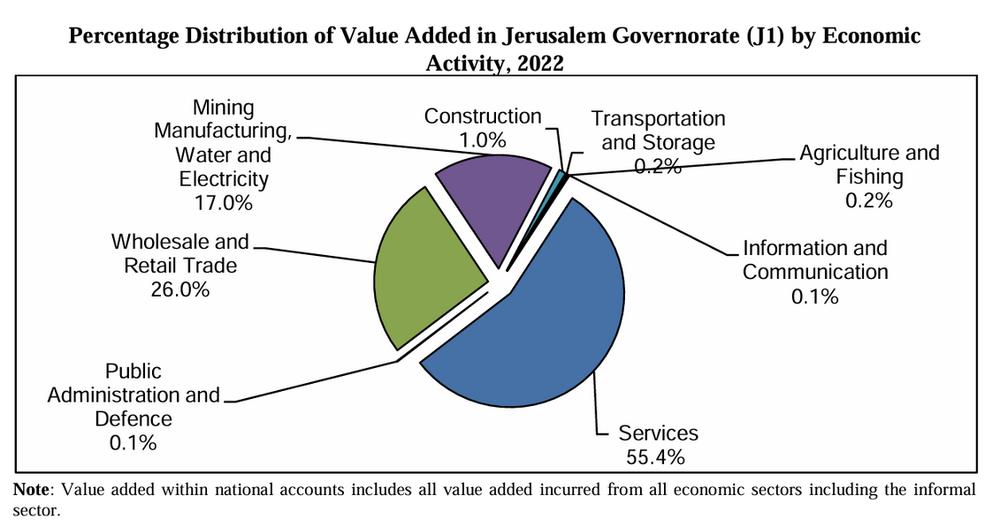 Percentage Distribution of Value Added in Jerusalem Governorate (J1) by Economic
Activity, 2022
Mining
Manufacturing,
Water and
Electricity
17.0%
Construction
1.0%
Transportation
and Storage
0.2%
Agriculture and
Fishing
0.2%
Wholesale and
Retail Trade
26.0%
Information and
Communication
0.1%
Public
Administration and
Defence
0.1%
Services
55.4%
Note: Value added within national accounts includes all value added incurred from all economic sectors including the informal
sector.